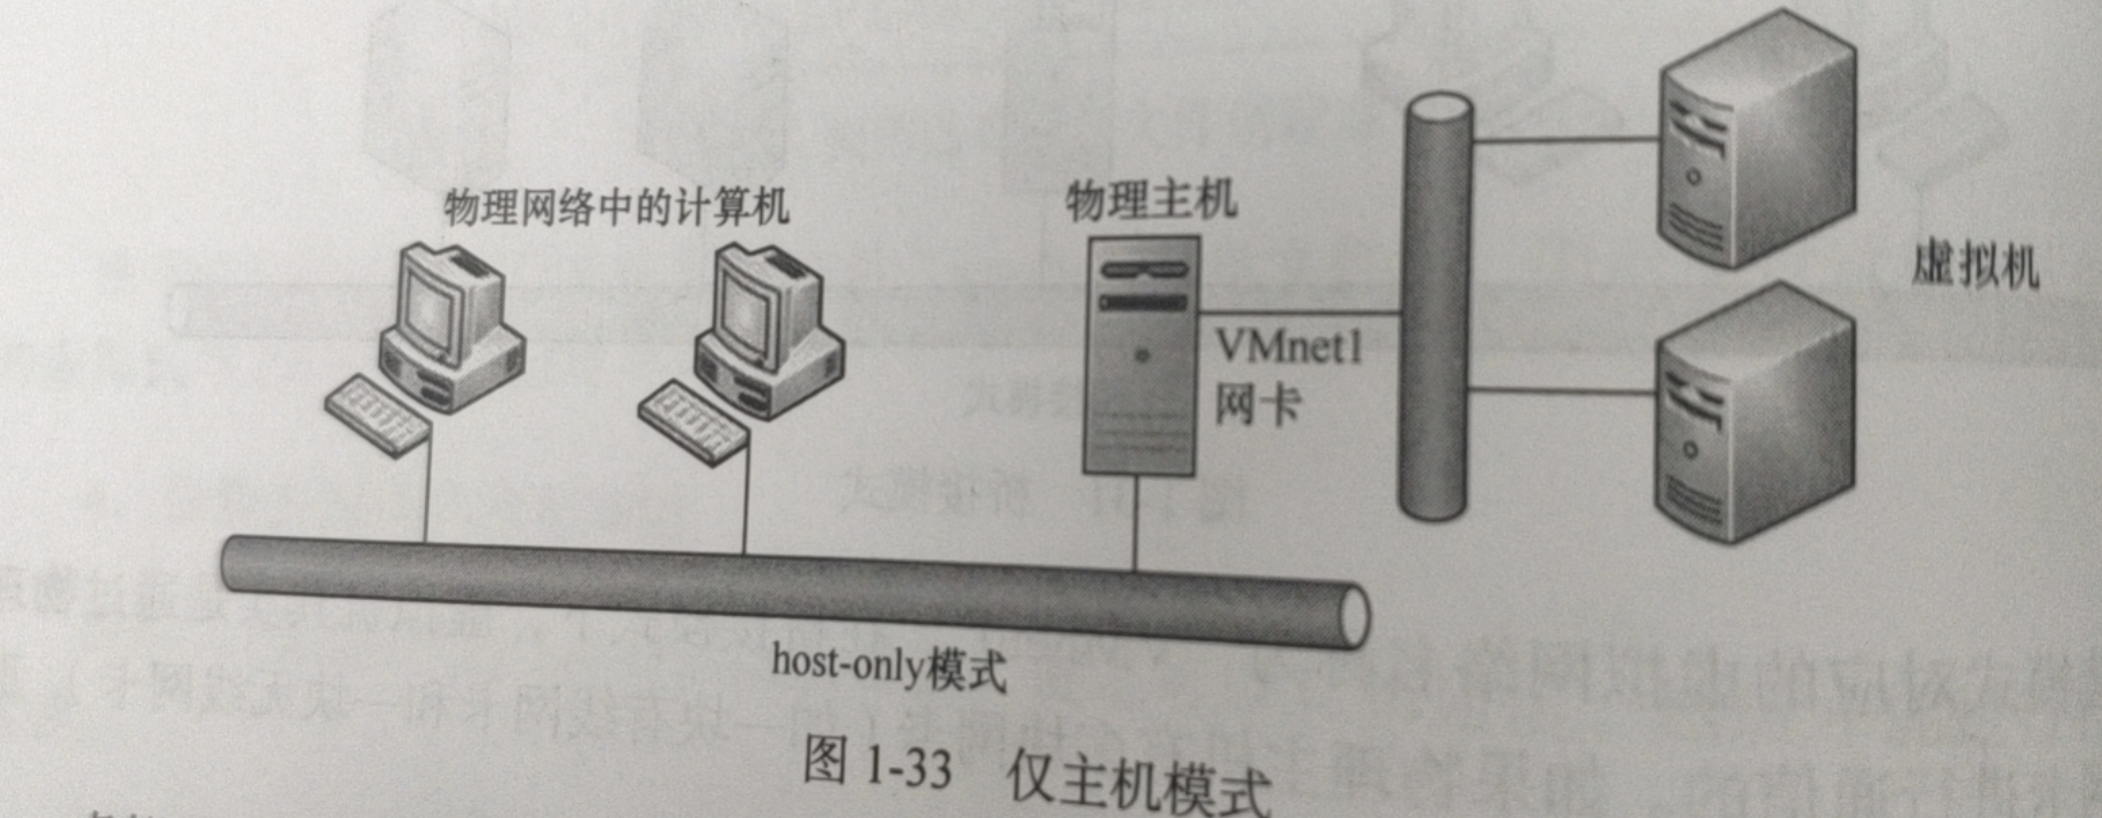 物理网络中的计算机
物理主机
VMnet1
网卡
虚拟机
host-only模式
图 1-33 仅主机模式